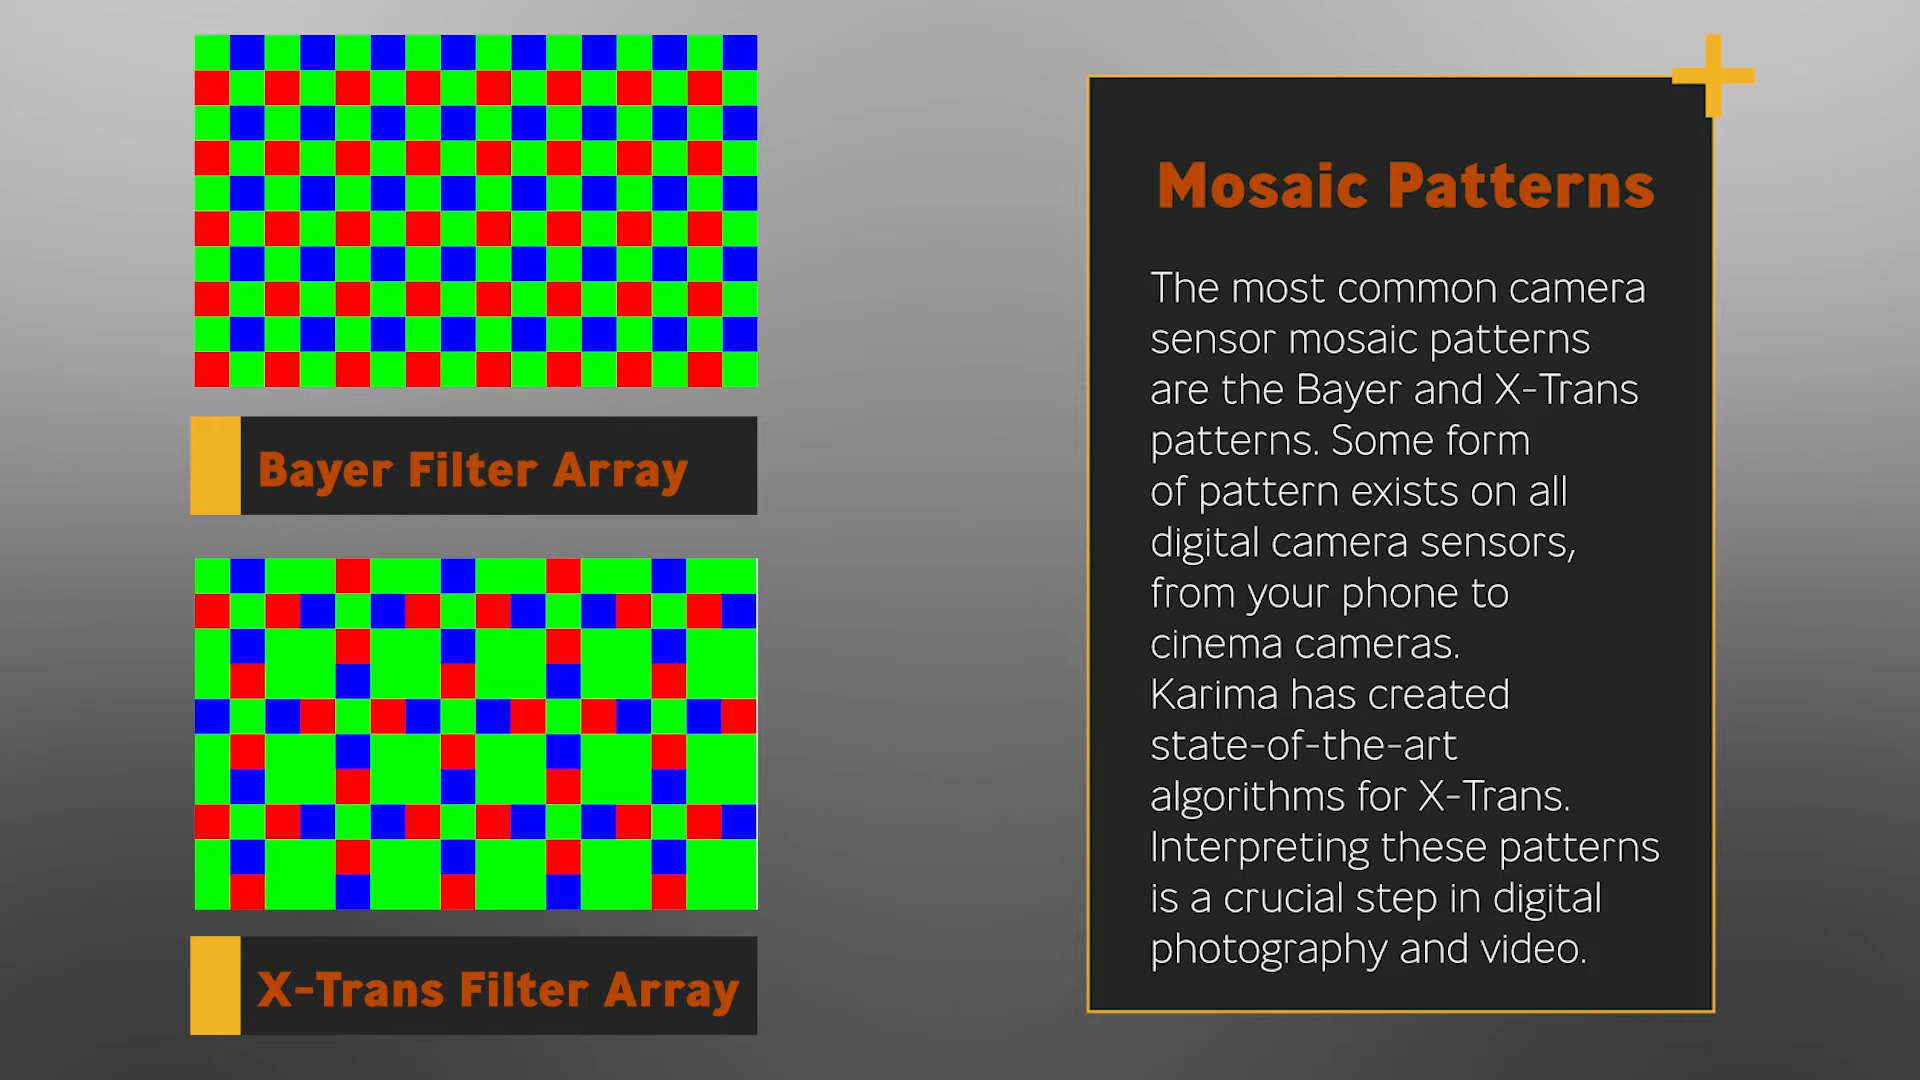 Bayer Filter Array
X-Trans Filter Array
Mosaic Patterns
The most common camera
sensor mosaic patterns
are the Bayer and X-Trans
patterns. Some form
of pattern exists on all
digital camera sensors,
from your phone to
cinema cameras.
Karima has created
state-of-the-art
algorithms for X-Trans.
Interpreting these patterns
is a crucial step in digital
photography and video.